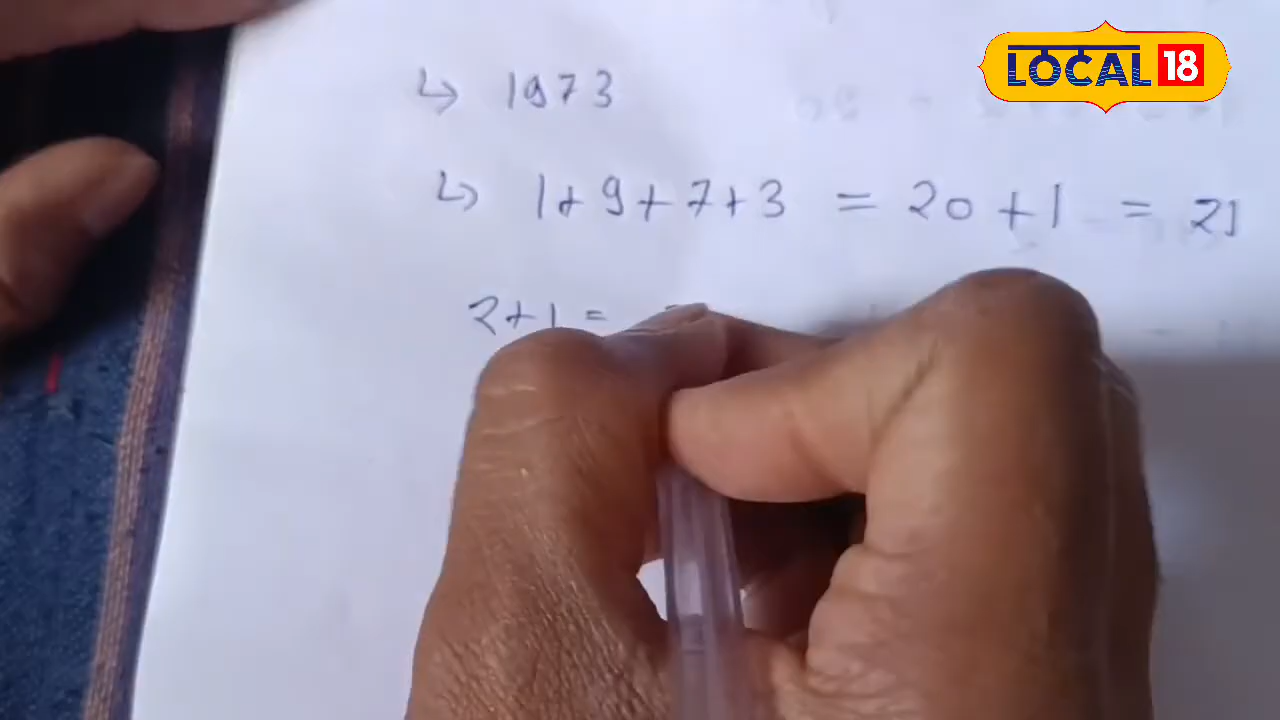 LOCAL 18
↳ 1973
↳ 1+9+7+3 = 20 +1 = 21
2+1 =